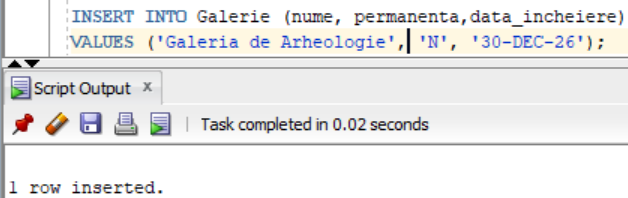 INSERT INTO Galerie (nume, permanenta,data_incheiere)
VALUES ('Galeria de Arheologie', 'N', '30-DEC-26');
Script Output x
Task completed in 0.02 seconds
1 row inserted.